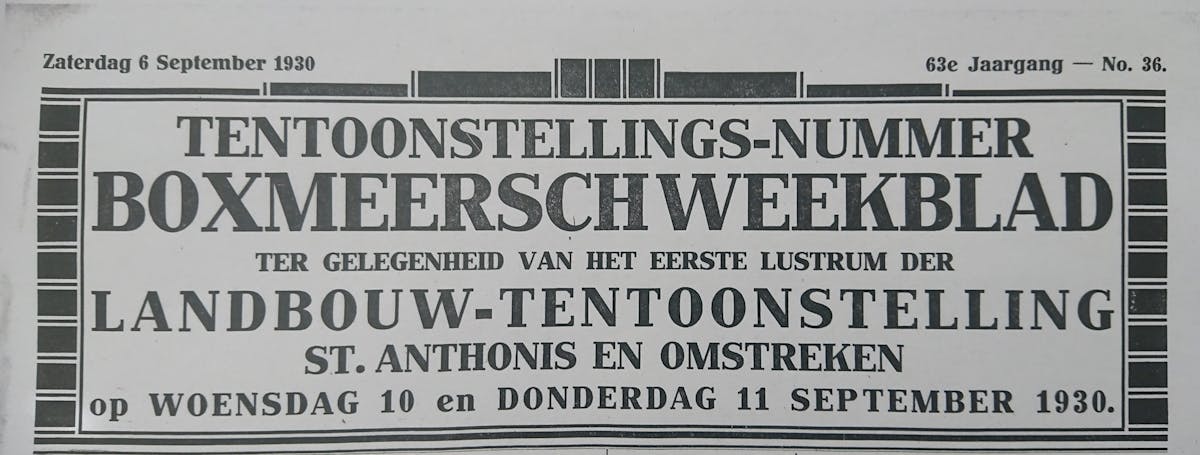 Zaterdag 6 September 1930
63e Jaargang — No. 36.
TENTOONSTELLINGS-NUMMER
BOXMEERSCH WEEKBLAD
TER GELEGENHEID VAN HET EERSTE LUSTRUM DER
LANDBOUW-TENTOONSTELLING
ST. ANTHONIS EN OMSTREKEN
op WOENSDAG 10 en DONDERDAG 11 SEPTEMBER 1930.